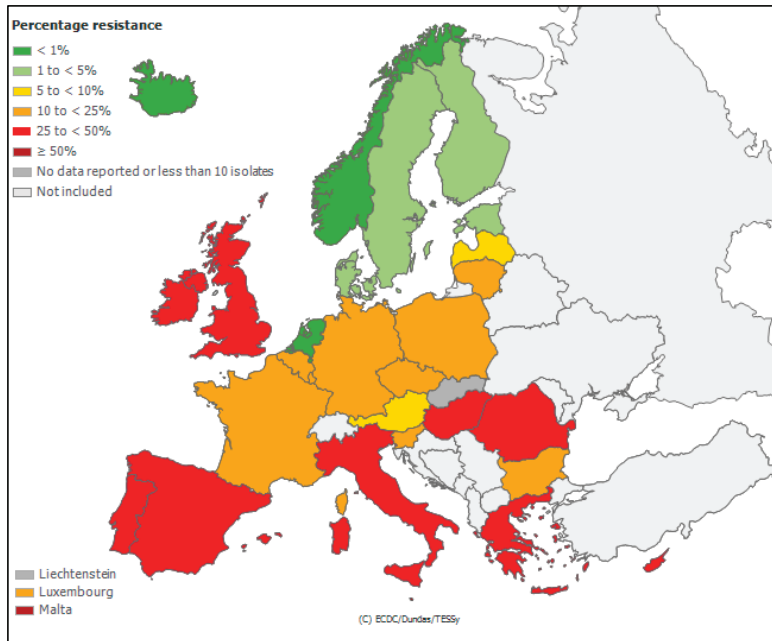 Percentage resistance
< 1%
1 to < 5%
5 to < 10%
10 to < 25%
25 to < 50%
≥ 50%
No data reported or less than 10 isolates
Not included
Liechtenstein
Luxembourg
Malta
(C) ECDC/Dundas/TESSy